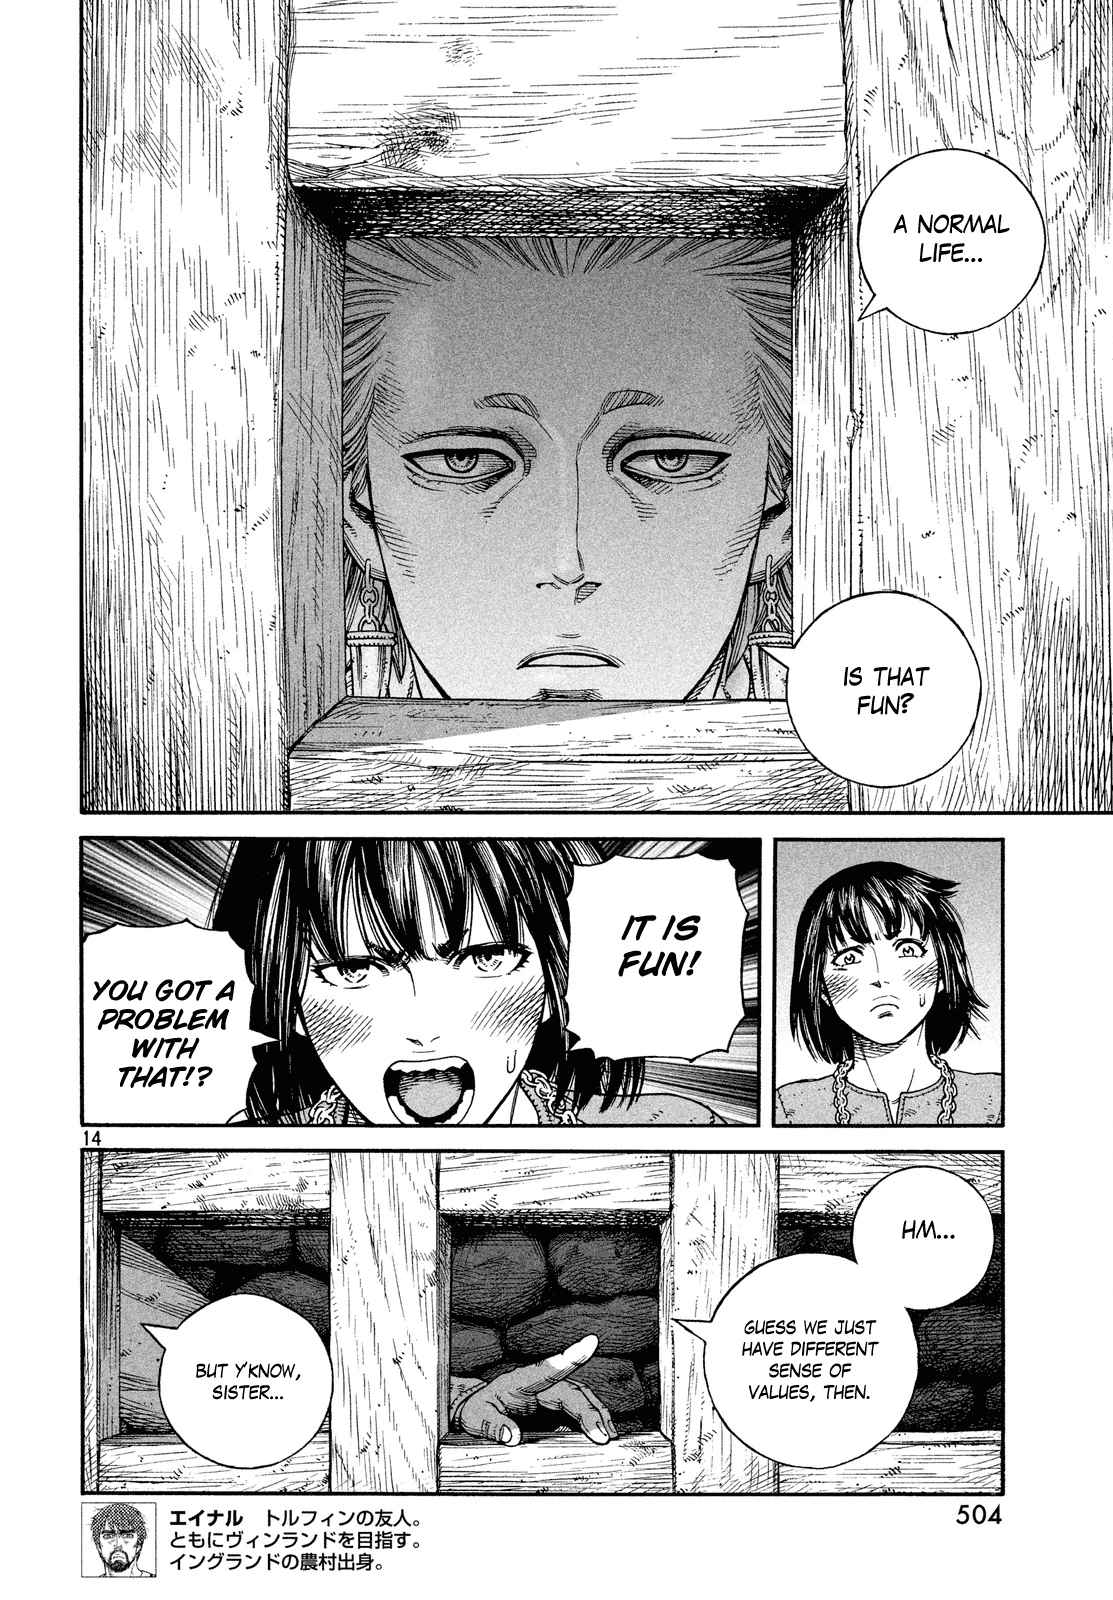 A NORMAL
LIFE...
IS THAT
FUN?
IT IS
FUN!
YOU GOT A
PROBLEM
WITH
THAT!?
14
HM...
GUESS WE JUST
HAVE DIFFERENT
SENSE OF
VALUES, THEN.
BUT Y'KNOW,
SISTER...
エイナル トルフィンの友人。
ともにヴィンランドを目指す。
イングランドの農村出身。
504